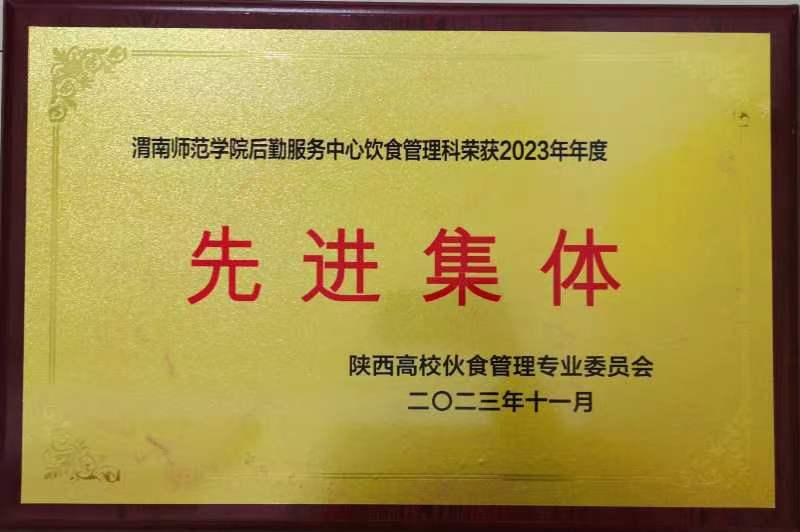 渭南师范学院后勤服务中心饮食管理科荣获2023年年度
先进集体
陕西高校伙食管理专业委员会
二〇二三年十一月